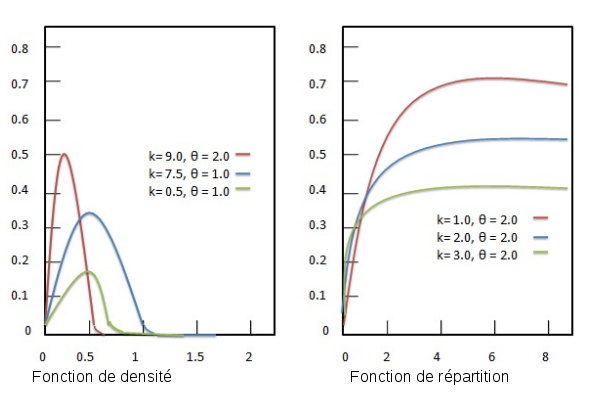 0.8
0.7
0.6
0.5
0.4
0.3
0.2
0.1
0
k= 9.0, θ = 2.0
k= 7.5, θ = 1.0
k= 0.5, θ = 1.0
0 0.5 1 1.5 2
Fonction de densité
0.8
0.7
0.6
0.5
0.4
0.3
0.2
0.1
0
k= 1.0, θ = 2.0
k= 2.0, θ = 2.0
k= 3.0, θ = 2.0
0 2 4 6 8
Fonction de répartition